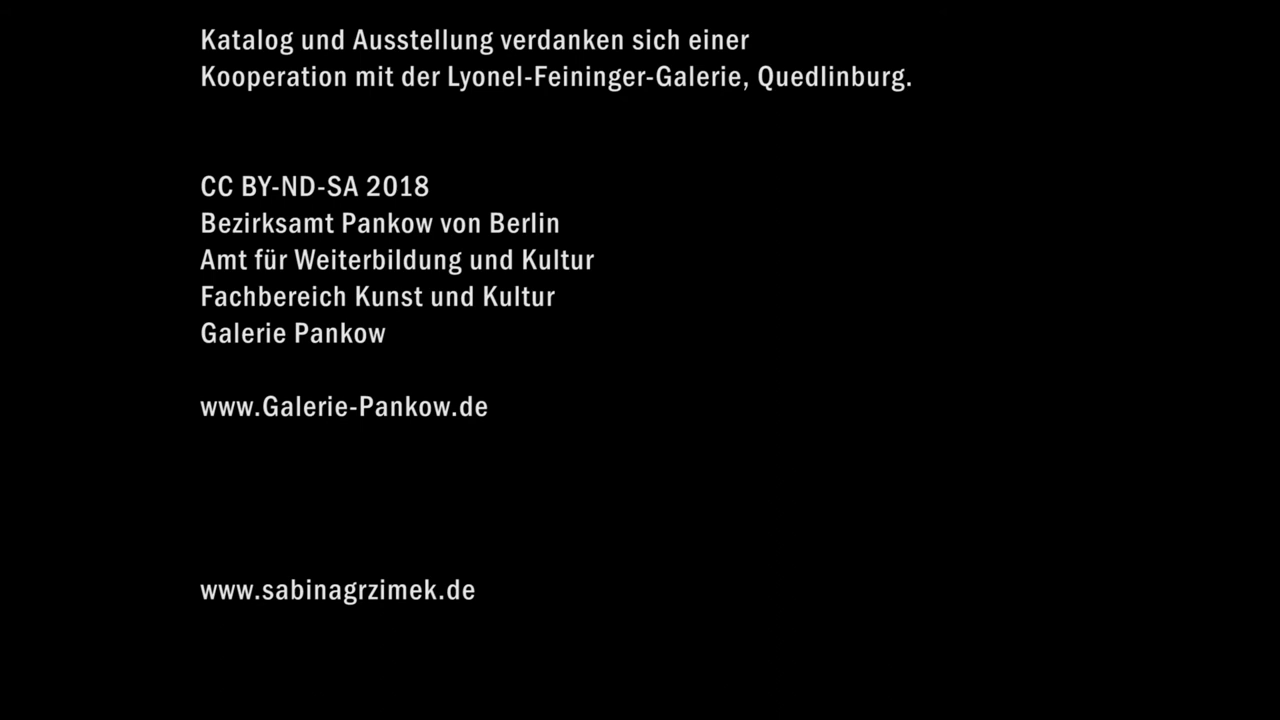 Katalog und Ausstellung verdanken sich einer
Kooperation mit der Lyonel-Feininger-Galerie, Quedlinburg.
CC BY-ND-SA 2018
Bezirksamt Pankow von Berlin
Amt für Weiterbildung und Kultur
Fachbereich Kunst und Kultur
Galerie Pankow
www.Galerie-Pankow.de
www.sabinagrzimek.de